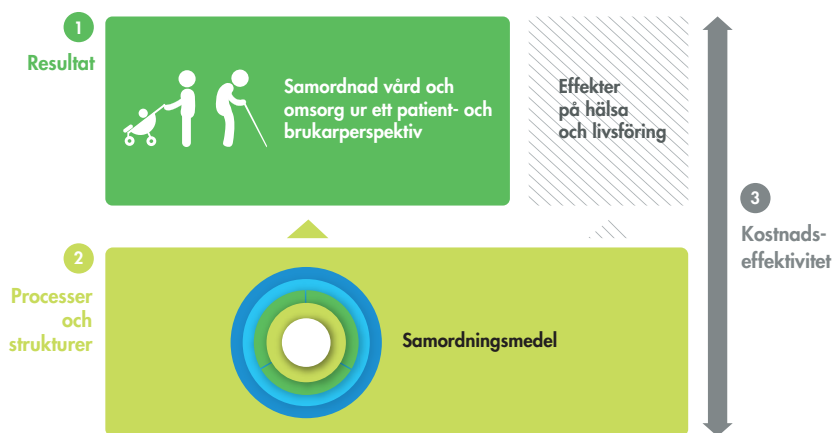 1
Resultat
Samordnad vård och
omsorg ur ett patient- och
brukarperspektiv
Effekter
på hälsa
och livsföring
3
Kostnads-
effektivitet
2
Processer
och
strukturer
Samordningsmedel